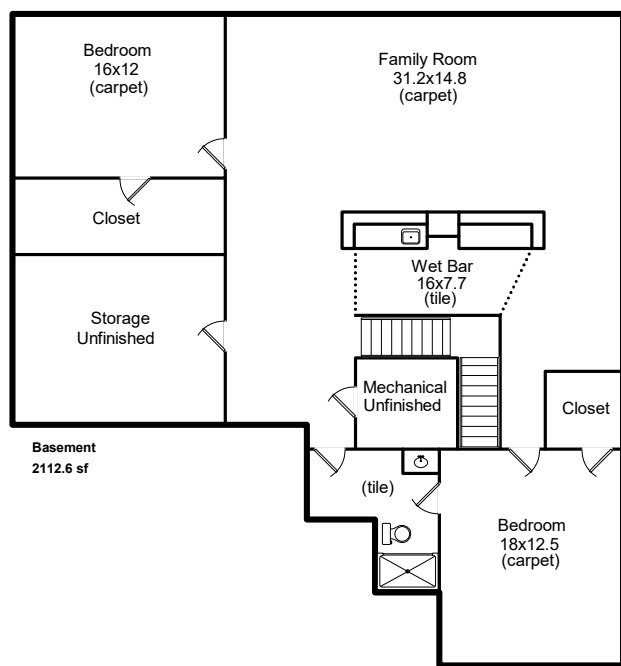 Bedroom
16x12
(carpet)
Family Room
31.2x14.8
(carpet)
Closet
Wet Bar
16x7.7
(tile)
Storage
Unfinished
Mechanical
Unfinished
Closet
Basement
2112.6 sf
(tile)
Bedroom
18x12.5
(carpet)